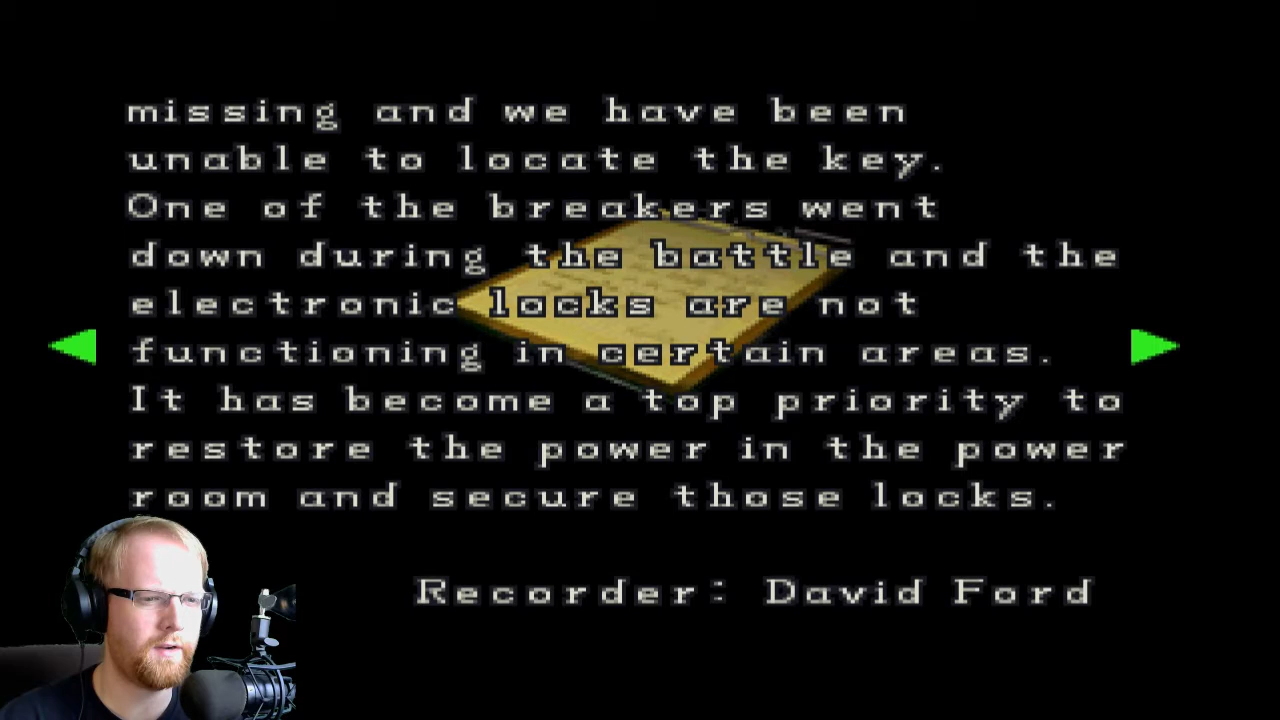 missing and we have been
unable to locate the key.
One of the breakers went
down during the battle and the
electronic locks are not
functioning in certain areas.
It has become a top priority to
restore the power in the power
room and secure those locks.
Recorder: David Ford